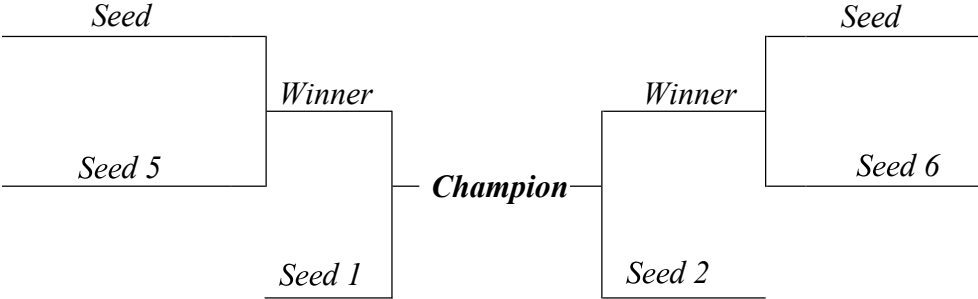 Seed
Seed
Winner
Winner
Seed 5
Seed 6
Champion
Seed 1
Seed 2